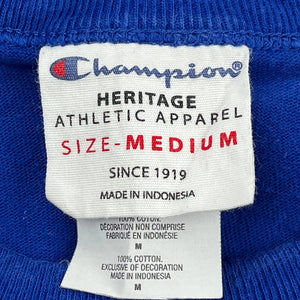 Champion®
HERITAGE
ATHLETIC APPAREL
SIZE-MEDIUM
SINCE 1919
MADE IN INDONESIA
100% COTON.
DÉCORATION NON COMPRISE
FABRIQUÉ EN INDONÉSIE
M
100% COTTON.
EXCLUSIVE OF DECORATION
MADE IN INDONESIA
M